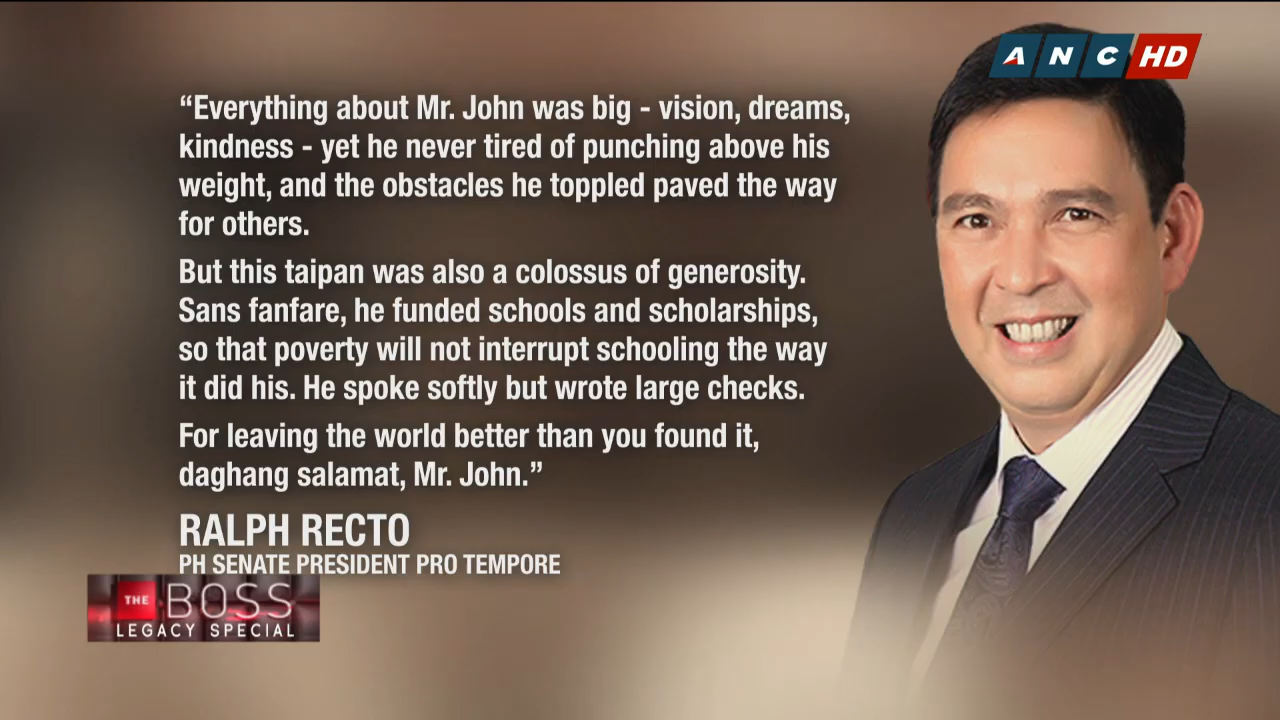 ANC HD
“Everything about Mr. John was big - vision, dreams,
kindness - yet he never tired of punching above his
weight, and the obstacles he toppled paved the way
for others.
But this taipan was also a colossus of generosity.
Sans fanfare, he funded schools and scholarships,
so that poverty will not interrupt schooling the way
it did his. He spoke softly but wrote large checks.
For leaving the world better than you found it,
daghang salamat, Mr. John.”
RALPH RECTO
PH SENATE PRESIDENT PRO TEMPORE
THE BOSS
LEGACY SPECIAL